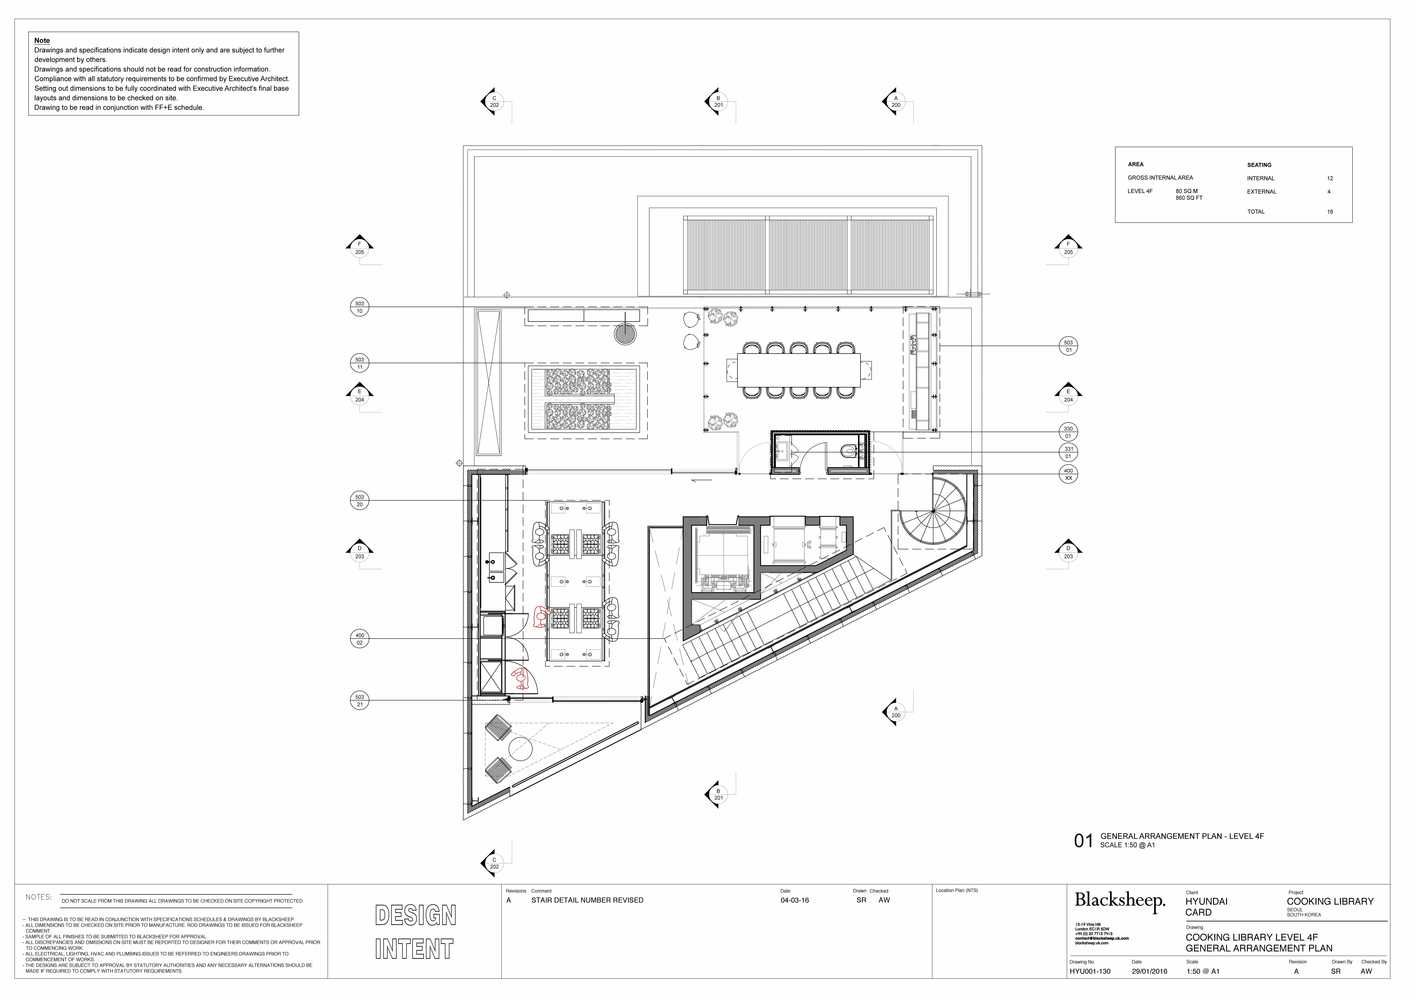 Note
Drawings and specifications indicate design intent only and are subject to further
development by others.
Drawings and specifications should not be read for construction information.
Compliance with all statutory requirements to be confirmed by Executive Architect.
Setting out dimensions to be fully coordinated with Executive Architect's final base
layouts and dimensions to be checked on site.
Drawing to be read in conjunction with FF+E schedule.
C
202
B
201
A
200
AREA
SEATING
GROSS INTERNAL AREA
INTERNAL 12
LEVEL 4F 80 SQ M
EXTERNAL 4
860 SQ FT
TOTAL 16
F
205
F
205
503
10
503
01
503
11
E
204
E
204
330
01
331
01
400
XX
503
20
D
203
D
203
400
02
503
21
A
200
B
201
C
202
01 GENERAL ARRANGEMENT PLAN - LEVEL 4F
SCALE 1:50 @ A1
NOTES:
DO NOT SCALE FROM THIS DRAWING ALL DRAWINGS TO BE CHECKED ON SITE COPYRIGHT PROTECTED.
- THIS DRAWING IS TO BE READ IN CONJUNCTION WITH SPECIFICATIONS SCHEDULES & DRAWINGS BY BLACKSHEEP.
- ALL DIMENSIONS TO BE CHECKED ON SITE PRIOR TO MANUFACTURE. ROD DRAWINGS TO BE ISSUED FOR BLACKSHEEP
COMMENT
- SAMPLE OF ALL FINISHES TO BE SUBMITTED TO BLACKSHEEP FOR APPROVAL
- ALL DISCREPANCIES AND OMISSIONS ON SITE MUST BE REPORTED TO DESIGNER FOR THEIR COMMENTS OR APPROVAL PRIOR
TO COMMENCING WORK
- ALL ELECTRICAL, LIGHTING, HVAC AND PLUMBING ISSUES TO BE REFERRED TO ENGINEERS DRAWINGS PRIOR TO
COMMENCEMENT OF WORKS.
- THE DESIGNS ARE SUBJECT TO APPROVAL BY STATUTORY AUTHORITIES AND ANY NECESSARY ALTERNATIONS SHOULD BE
MADE IF REQUIRED TO COMPLY WITH STATUTORY REQUIREMENTS
DESIGN
INTENT
Revisions Comment Date Drawn Checked
A STAIR DETAIL NUMBER REVISED 04-03-16 SR AW
Location Plan (NTS)
Blacksheep.
London EC1R 5DW
blacksheep.uk.com
Client
HYUNDAI
CARD
Project
COOKING LIBRARY
SEOUL
SOUTH KOREA
Drawing
COOKING LIBRARY LEVEL 4F
GENERAL ARRANGEMENT PLAN
Drawing No Date Scale Revision Drawn By Checked By
HYU001-130 29/01/2016 1:50 @ A1 A SR AW